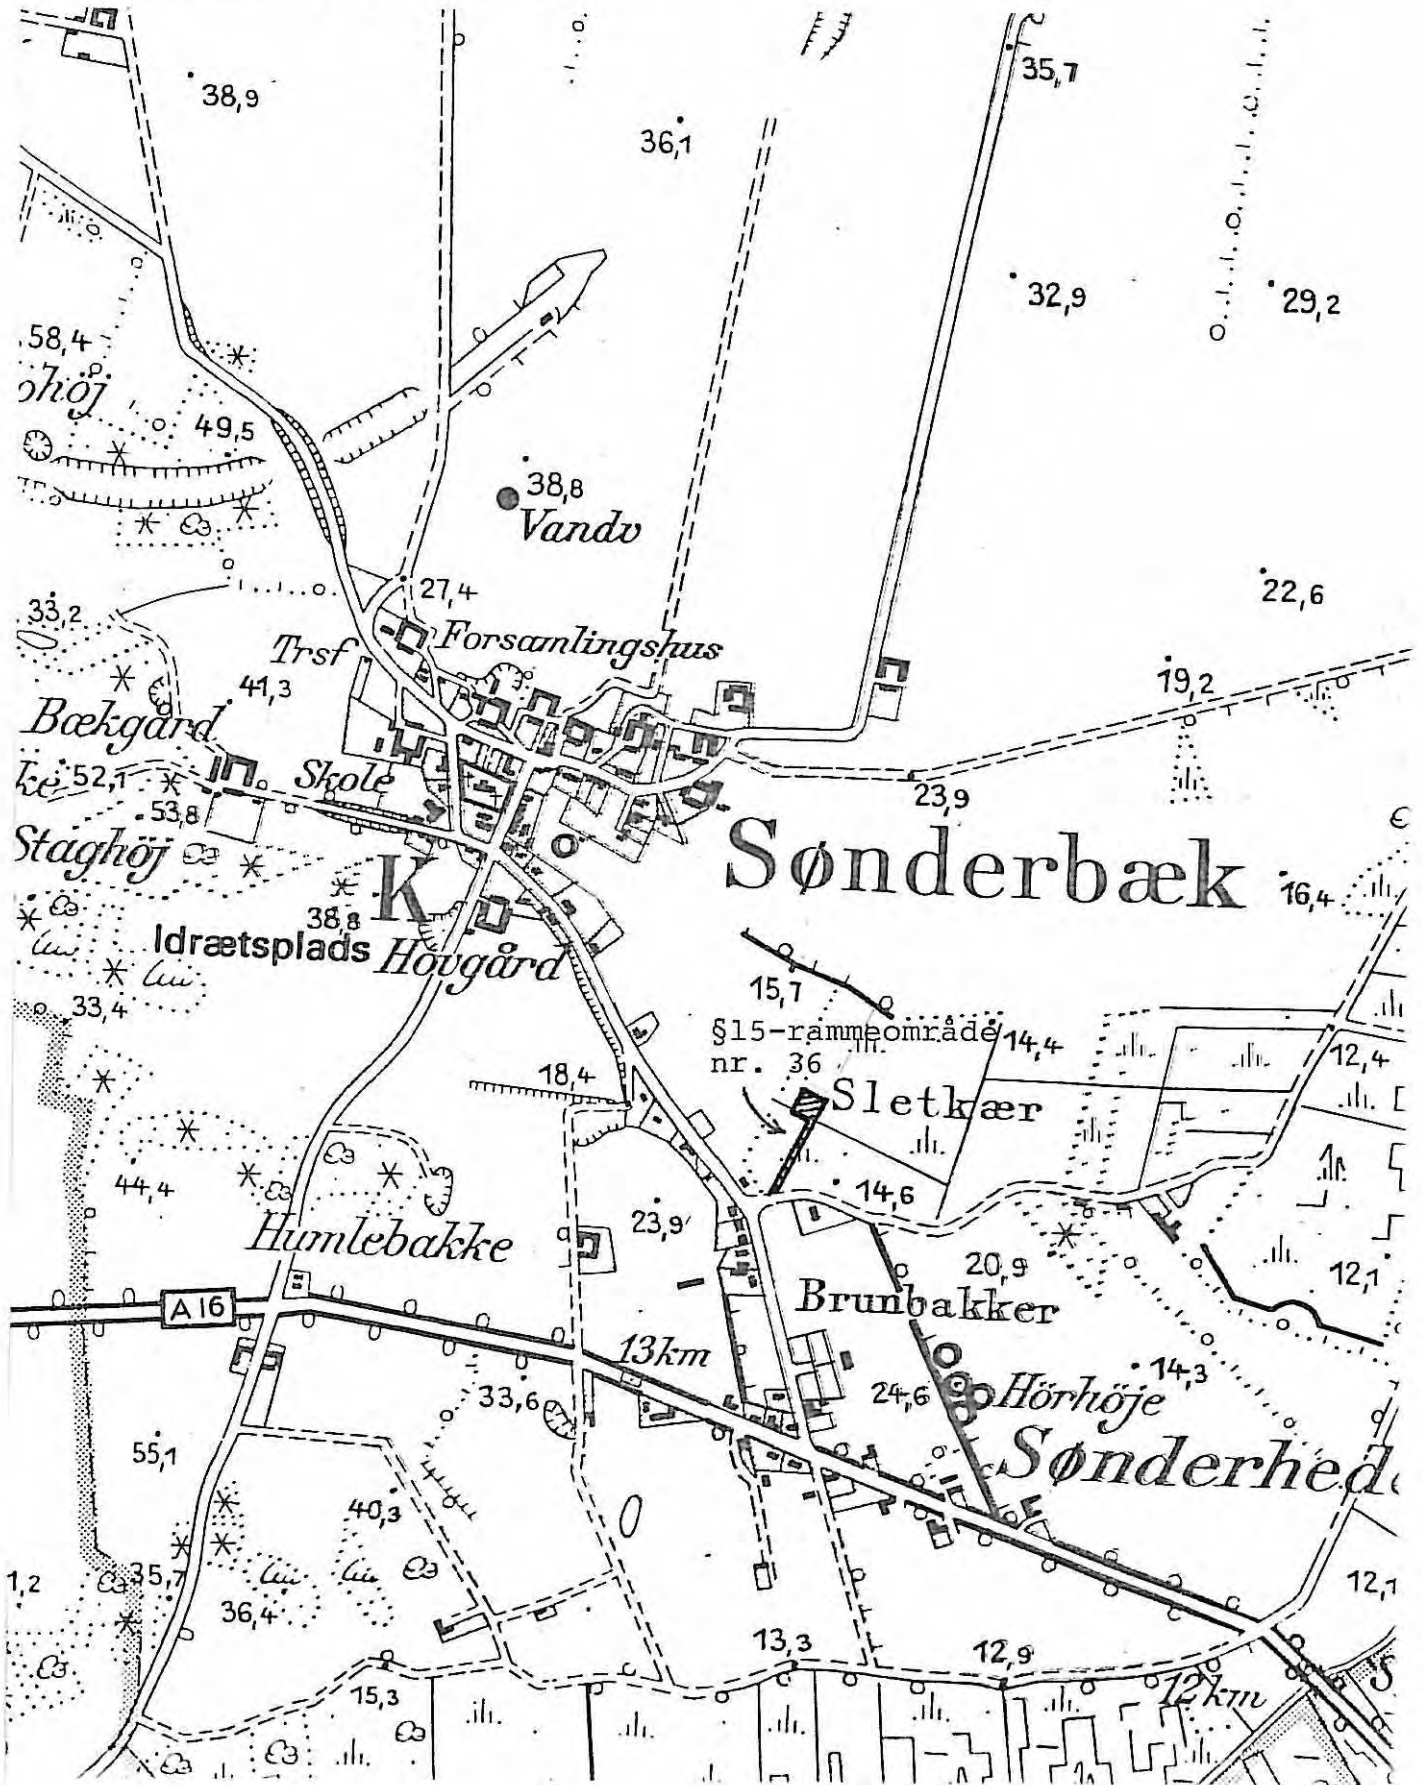 38,9
35,7
36,1
32,9
29,2
58,4
49,5
38,8
Vandv
22,6
27,4
33,2
Trsf
Forsamlingshus
41,3
19,2
Bækgård
52,1
Skole
53,8
23,9
Staghöj
Sønderbæk
K
38,8
16,4
Idrætsplads
Hovgård
15,7
33,4
§15-rammeområde
nr. 36
14,4
12,4
18,4
Sletkær
44,4
14,6
23,9
Humlebakke
20,9
12,1
A 16
Brunbakker
13km
14,3
33,6
24,6
Hörhöje
55,1
Sønderhed
40,3
1,2
35,7
36,4
12,1
13,3
12,9
15,3
12km
S